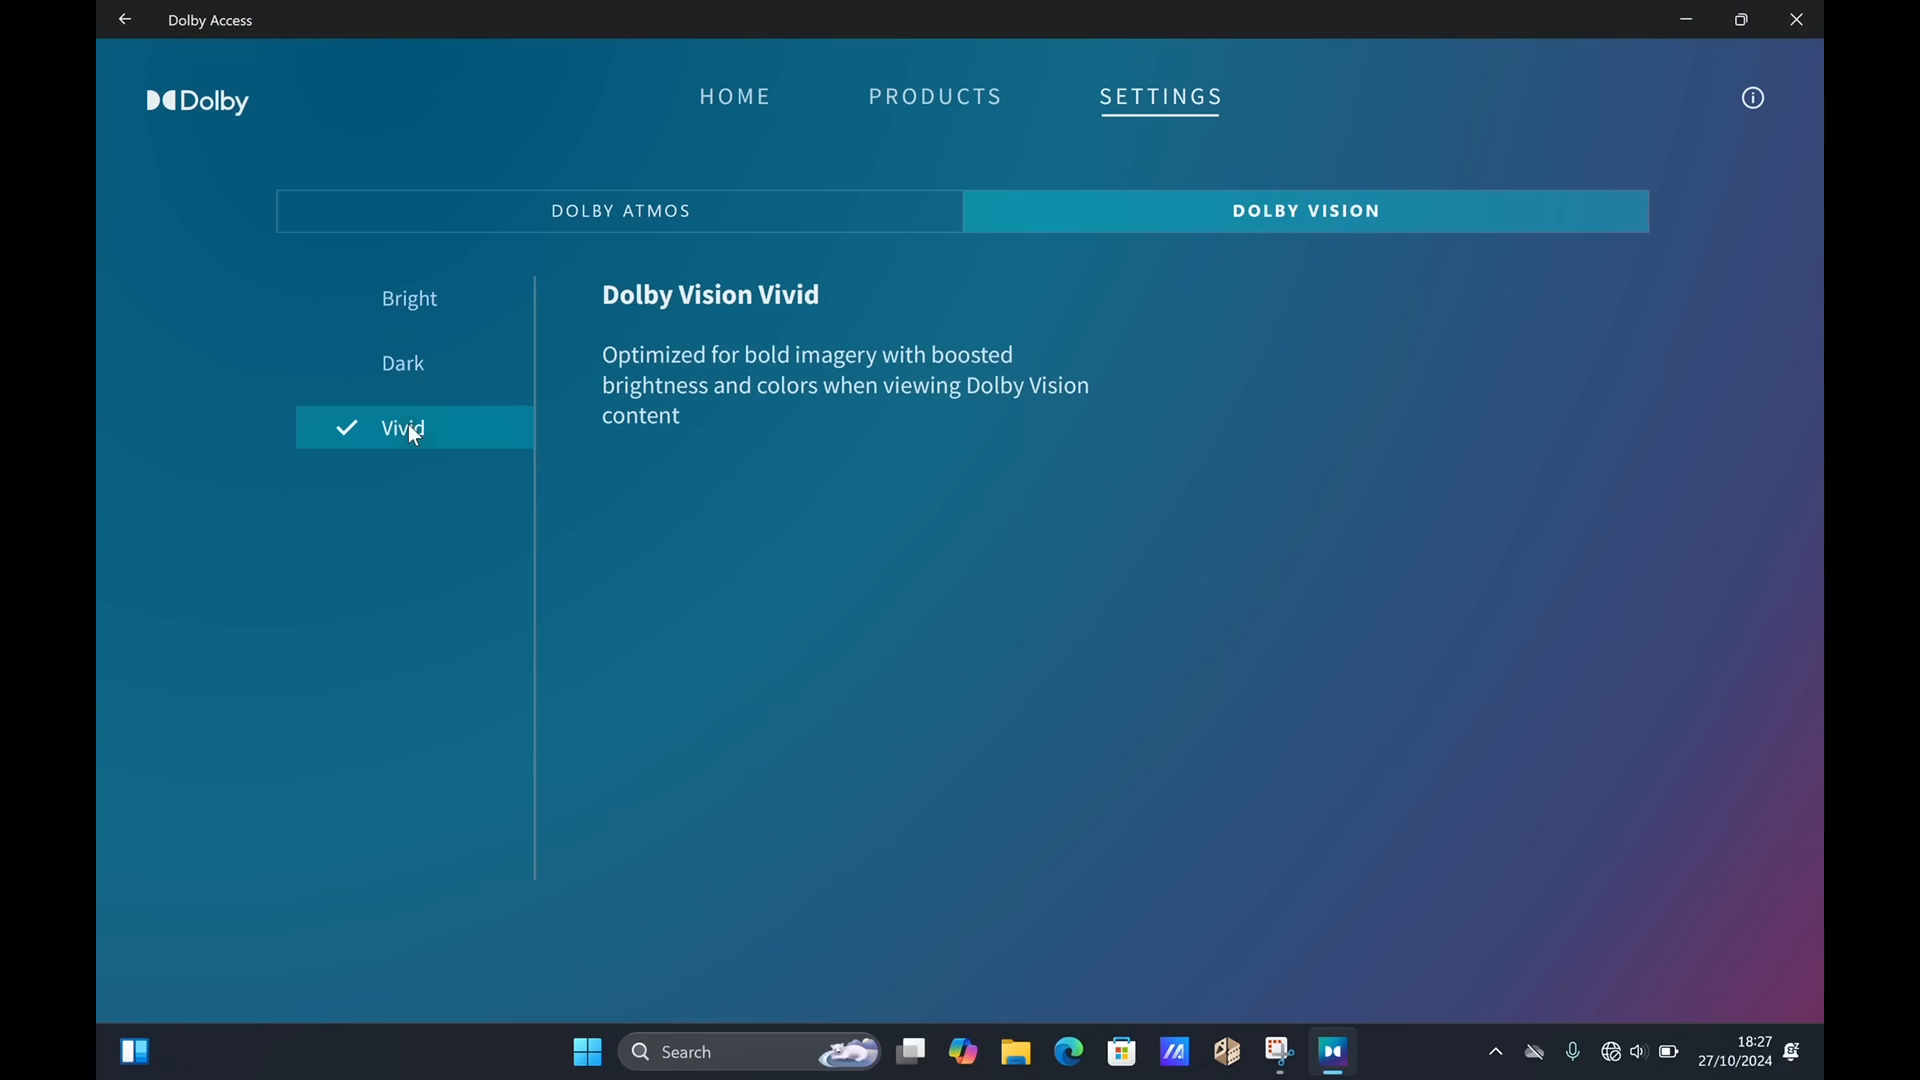 Dolby Access
Dolby
HOME
PRODUCTS
SETTINGS
DOLBY ATMOS
DOLBY VISION
Bright
Dark
Vivid
Dolby Vision Vivid
Optimized for bold imagery with boosted
brightness and colors when viewing Dolby Vision
content
Search
18:27
27/10/2024